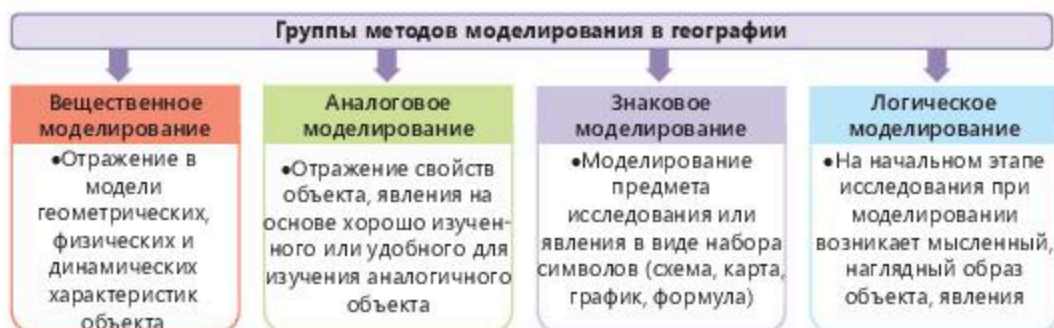 Группы методов моделирования в географии
Вещественное
моделирование
•Отражение в
модели
геометрических,
физических и
динамических
характеристик
объекта
Аналоговое
моделирование
•Отражение свойств
объекта, явления на
основе хорошо изучен-
ного или удобного для
изучения аналогичного
объекта
Знаковое
моделирование
•Моделирование
предмета
исследования или
явления в виде набора
символов (схема, карта,
график, формула)
Логическое
моделирование
•На начальном этапе
исследования при
моделировании
возникает мысленный,
наглядный образ
объекта, явления